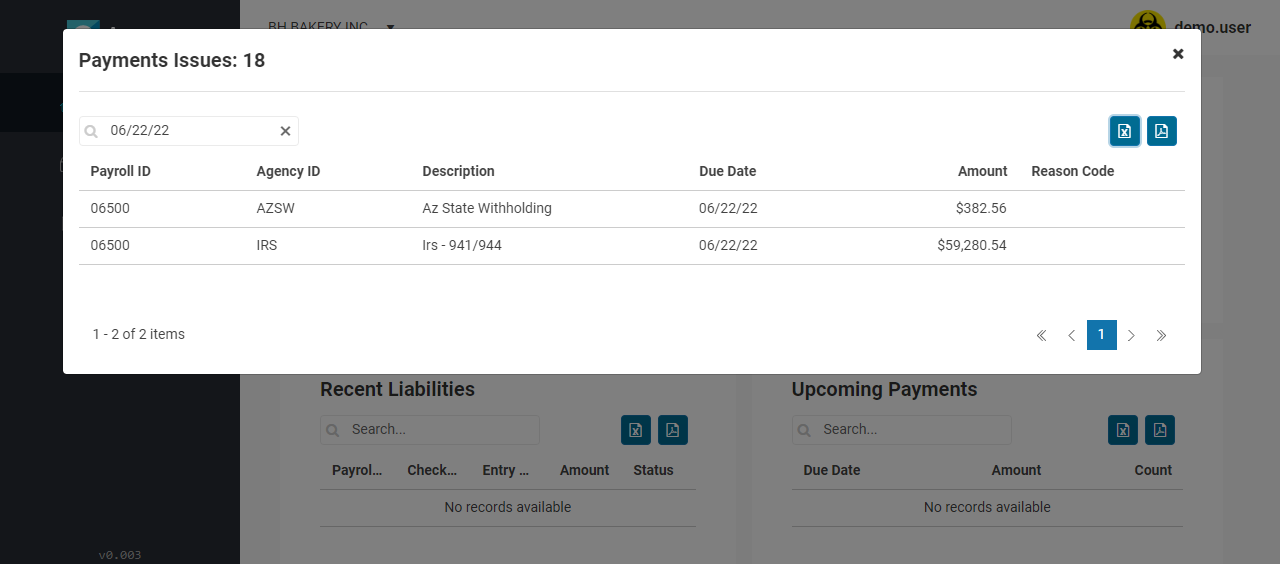 BH BAKERY INC
demo.user
Payments Issues: 18
06/22/22
Payroll ID Agency ID Description Due Date Amount Reason Code
06500 AZSW Az State Withholding 06/22/22 $382.56
06500 IRS Irs - 941/944 06/22/22 $59,280.54
1 - 2 of 2 items
1
Recent Liabilities
Search...
Payrol... Check... Entry ... Amount Status
No records available
Upcoming Payments
Search...
Due Date Amount Count
No records available
v0.003